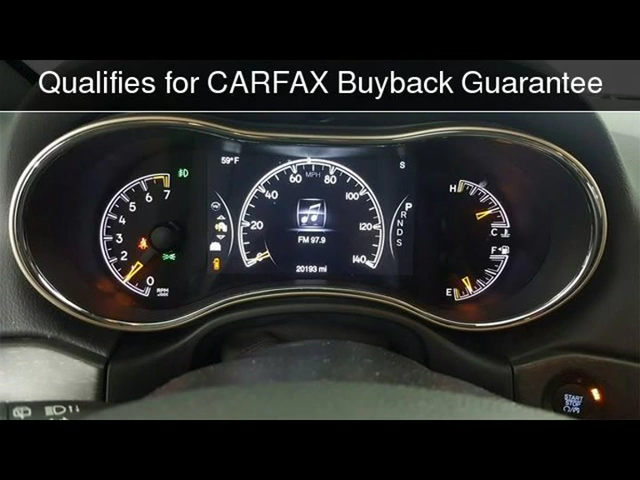 Qualifies for CARFAX Buyback Guarantee
59°F
S
7
6
5
4
3
2
1
0
RPM
60
80
MPH
40
100
20
120
140
FM 97.9
20193 mi
P
R
N
D
S
H
C
F
E
START
STOP